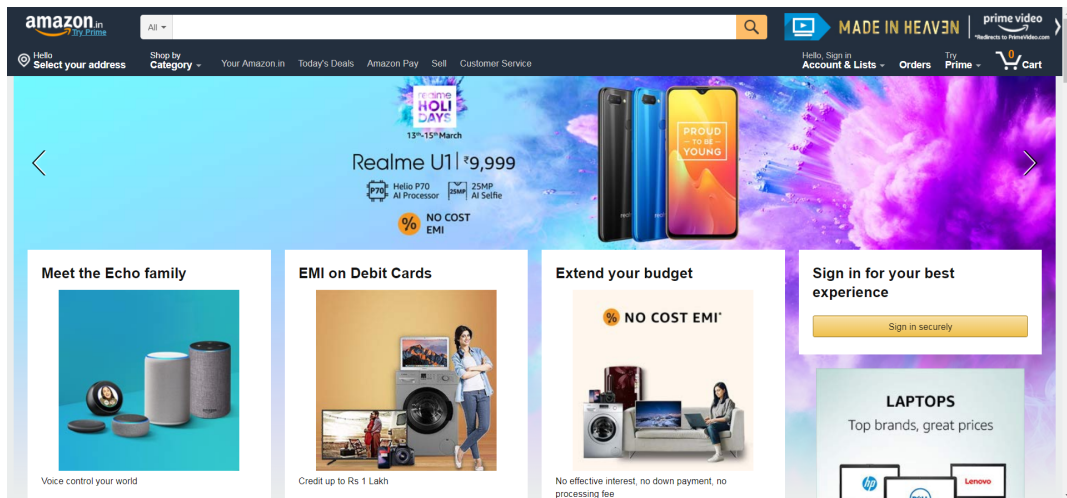 amazon.in
Try Prime
All
MADE IN HEAVEN
prime video
*Redirects to PrimeVideo.com
Hello
Select your address
Shop by
Category
Your Amazon.in
Today's Deals
Amazon Pay
Sell
Customer Service
Hello, Sign in
Account & Lists
Orders
Try
Prime
0
Cart
realme
HOLI
DAYS
13th-15th March
Realme U1 ₹9,999
P70
Helio P70
AI Processor
25MP
25MP
AI Selfie
%
NO COST
EMI
PROUD
TO BE
YOUNG
Meet the Echo family
Voice control your world
EMI on Debit Cards
Credit up to Rs 1 Lakh
Extend your budget
% NO COST EMI*
No effective interest, no down payment, no
processing fee
Sign in for your best
experience
Sign in securely
LAPTOPS
Top brands, great prices
hp
DELL
Lenovo